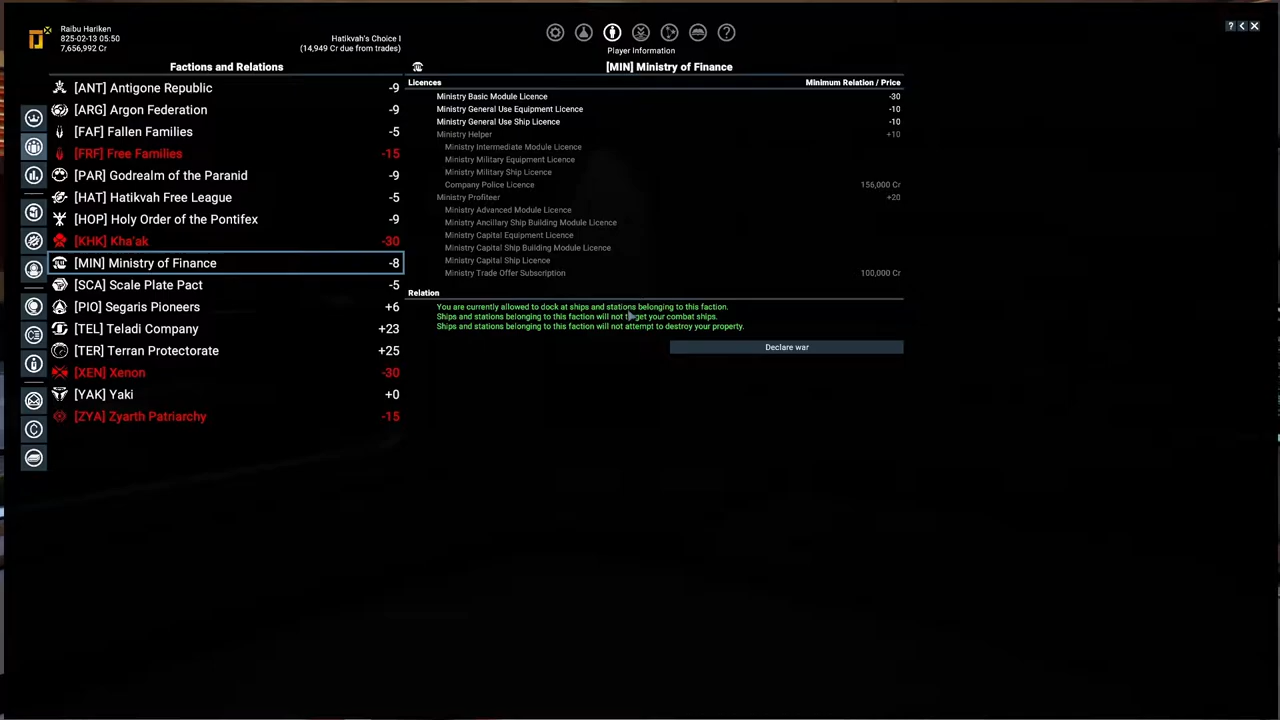 Raibu Hariken
825-02-13 05:50
7,656,992 Cr
Hatikvah's Choice I
(14,949 Cr due from trades)
Player Information
? < X
Factions and Relations
[ANT] Antigone Republic -9
[ARG] Argon Federation -9
[FAF] Fallen Families -5
[FRF] Free Families -15
[PAR] Godrealm of the Paranid -9
[HAT] Hatikvah Free League -5
[HOP] Holy Order of the Pontifex -9
[KHK] Kha'ak -30
[MIN] Ministry of Finance -8
[SCA] Scale Plate Pact -5
[PIO] Segaris Pioneers +6
[TEL] Teladi Company +23
[TER] Terran Protectorate +25
[XEN] Xenon -30
[YAK] Yaki +0
[ZYA] Zyarth Patriarchy -15
[MIN] Ministry of Finance
Licences Minimum Relation / Price
Ministry Basic Module Licence -30
Ministry General Use Equipment Licence -10
Ministry General Use Ship Licence -10
Ministry Helper +10
Ministry Intermediate Module Licence
Ministry Military Equipment Licence
Ministry Military Ship Licence
Company Police Licence 156,000 Cr
Ministry Profiteer +20
Ministry Advanced Module Licence
Ministry Ancillary Ship Building Module Licence
Ministry Capital Equipment Licence
Ministry Capital Ship Building Module Licence
Ministry Capital Ship Licence
Ministry Trade Offer Subscription 100,000 Cr
Relation
You are currently allowed to dock at ships and stations belonging to this faction.
Ships and stations belonging to this faction will not target your combat ships.
Ships and stations belonging to this faction will not attempt to destroy your property.
Declare war